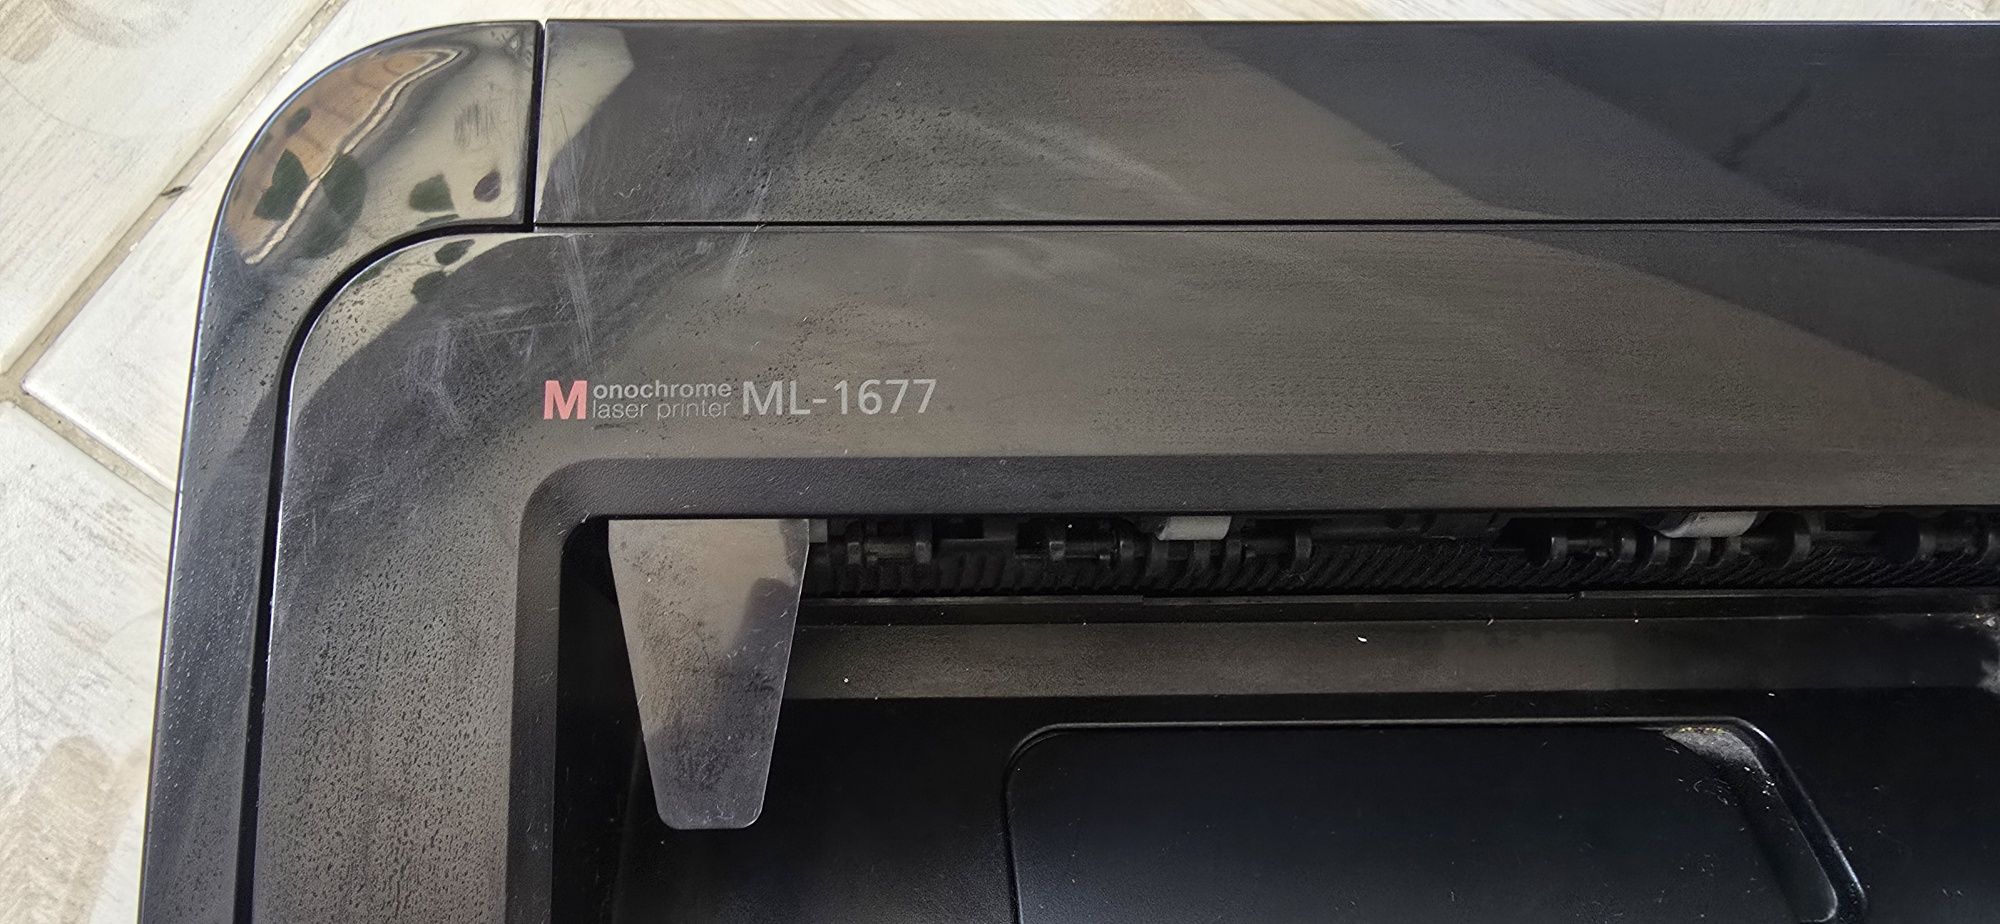 Monochrome
laser printer ML-1677